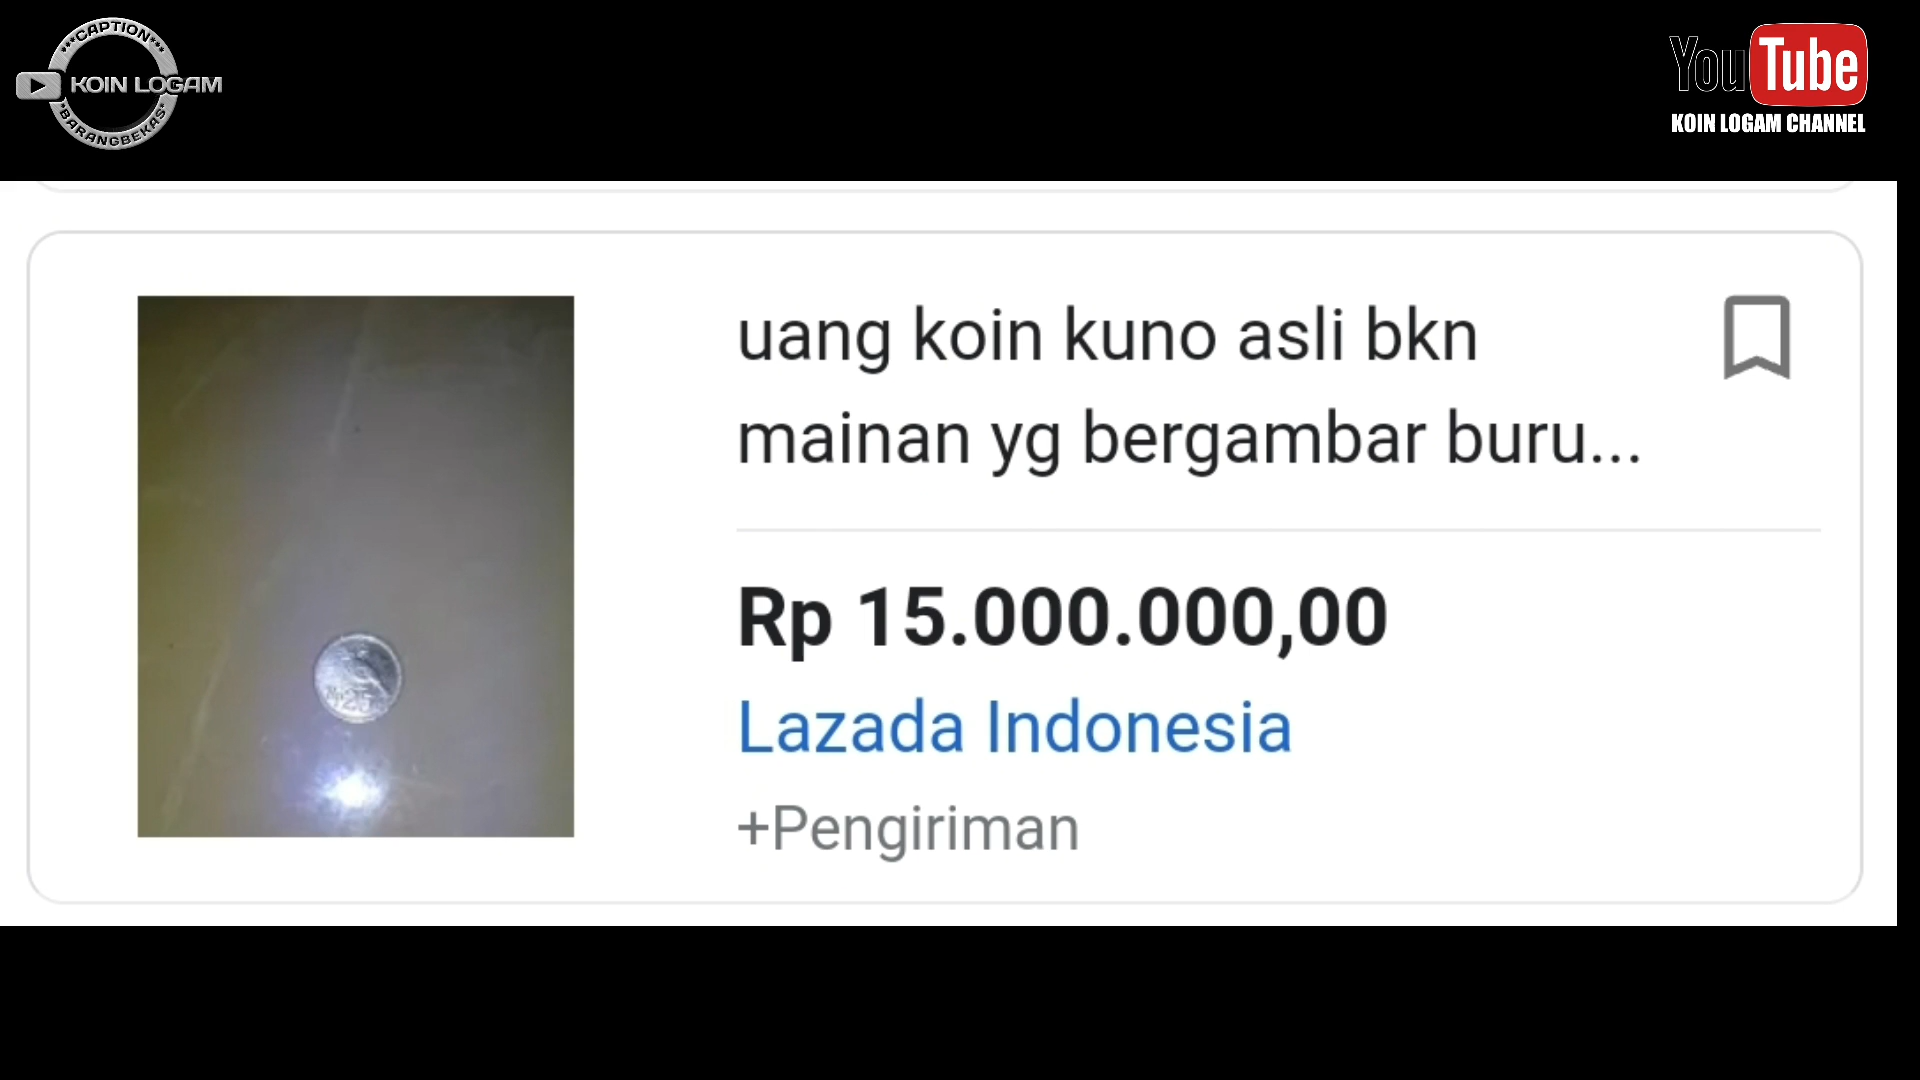 ***CAPTION***
KOIN LOGAM
*BARANGBEKAS*
YouTube
KOIN LOGAM CHANNEL
uang koin kuno asli bkn
mainan yg bergambar buru...
Rp 15.000.000,00
Lazada Indonesia
+Pengiriman
Rp25